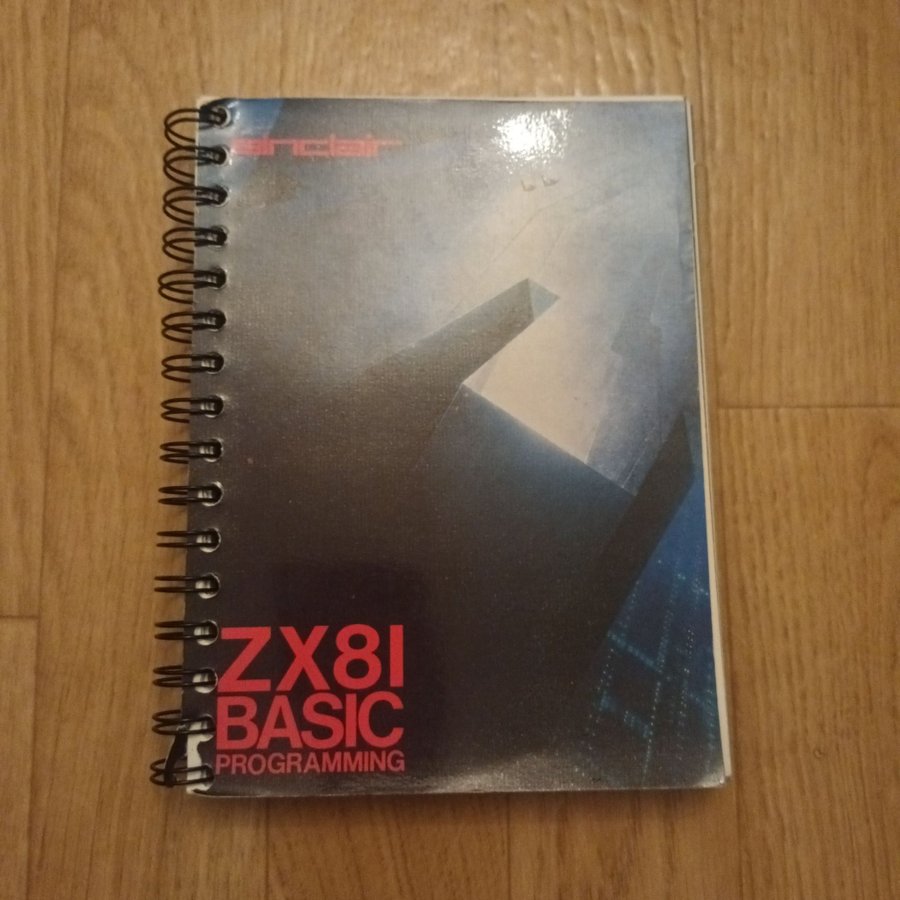 sinclair
ZX81
BASIC
PROGRAMMING